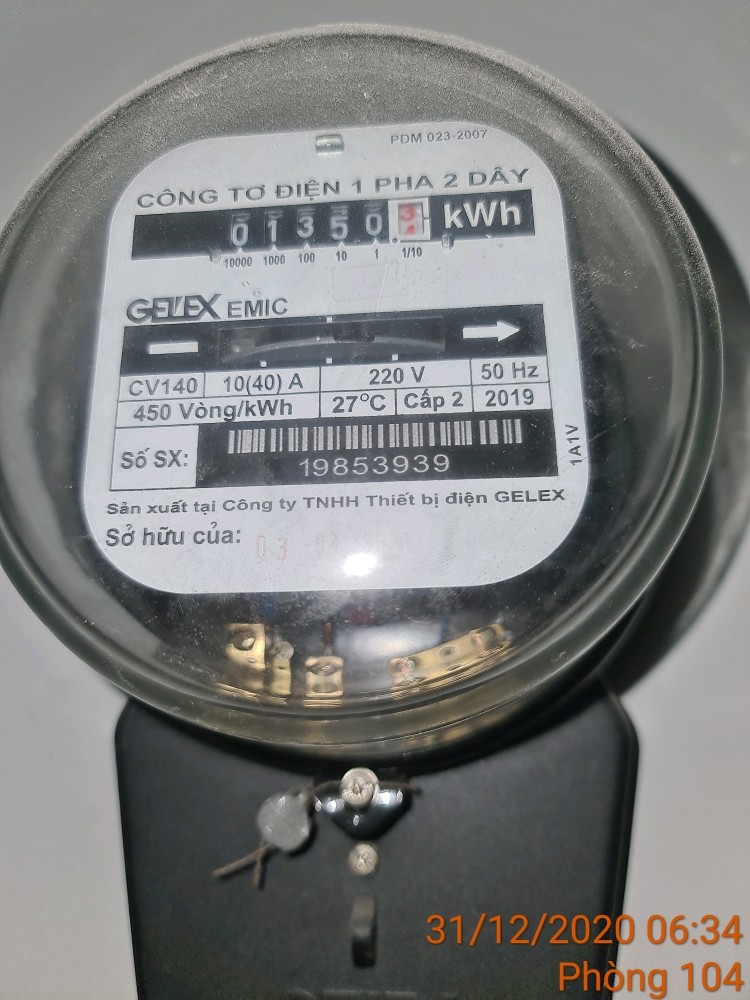 PDM 023-2007
CÔNG TƠ ĐIỆN 1 PHA 2 DÂY
0 1 3 5 0 3 kWh
10000 1000 100 10 1 1/10
GELEX EMIC
CV140 10(40) A 220 V 50 Hz
450 Vòng/kWh 27°C Cấp 2 2019
Số SX: 19853939
1A1V
Sản xuất tại Công ty TNHH Thiết bị điện GELEX
Sở hữu của:
31/12/2020 06:34
Phòng 104